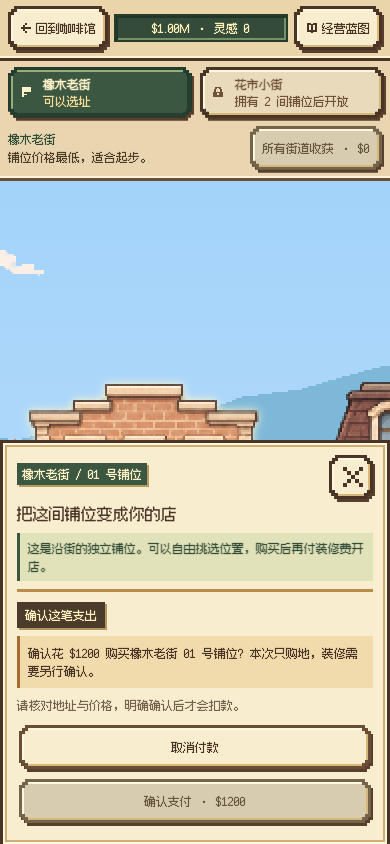 回到咖啡馆
$1.00M · 灵感 0
经营蓝图
橡木老街
可以选址
花市小街
拥有 2 间铺位后开放
橡木老街
铺位价格最低，适合起步。
所有街道收获 · $0
橡木老街 / 01 号铺位
把这间铺位变成你的店
这是沿街的独立铺位。可以自由挑选位置，购买后再付装修费开
店。
确认这笔支出
确认花 $1200 购买橡木老街 01 号铺位？本次只购地，装修需
要另行确认。
请核对地址与价格，明确确认后才会扣款。
取消付款
确认支付 · $1200